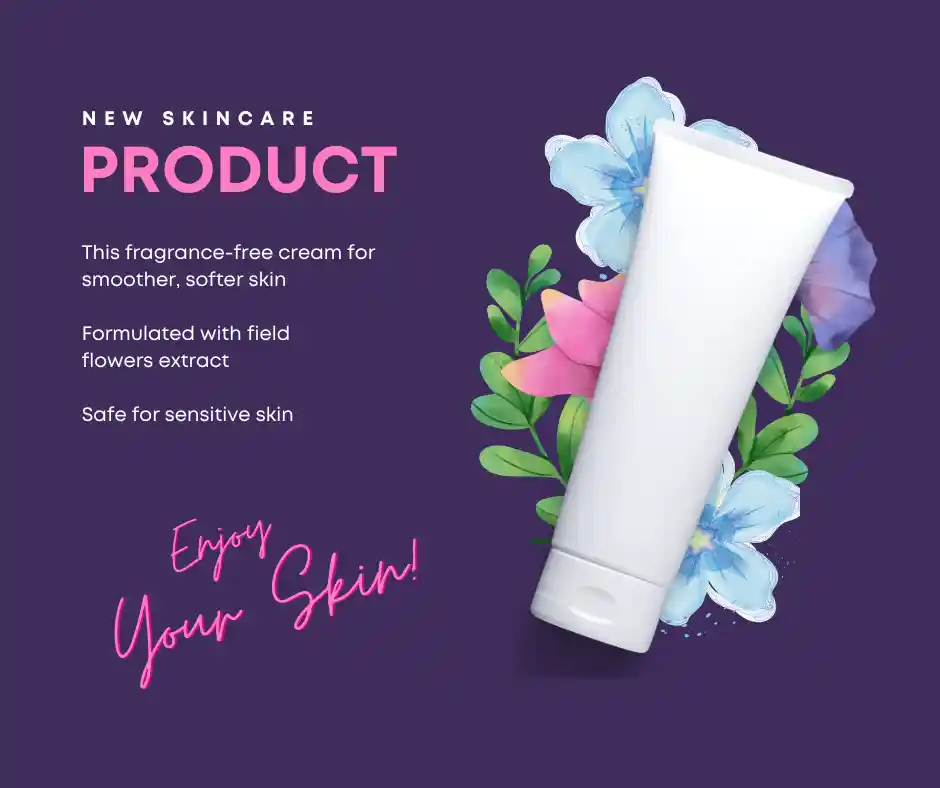 NEW SKINCARE
PRODUCT
This fragrance-free cream for
smoother, softer skin
Formulated with field
flowers extract
Safe for sensitive skin
Enjoy
Your Skin!